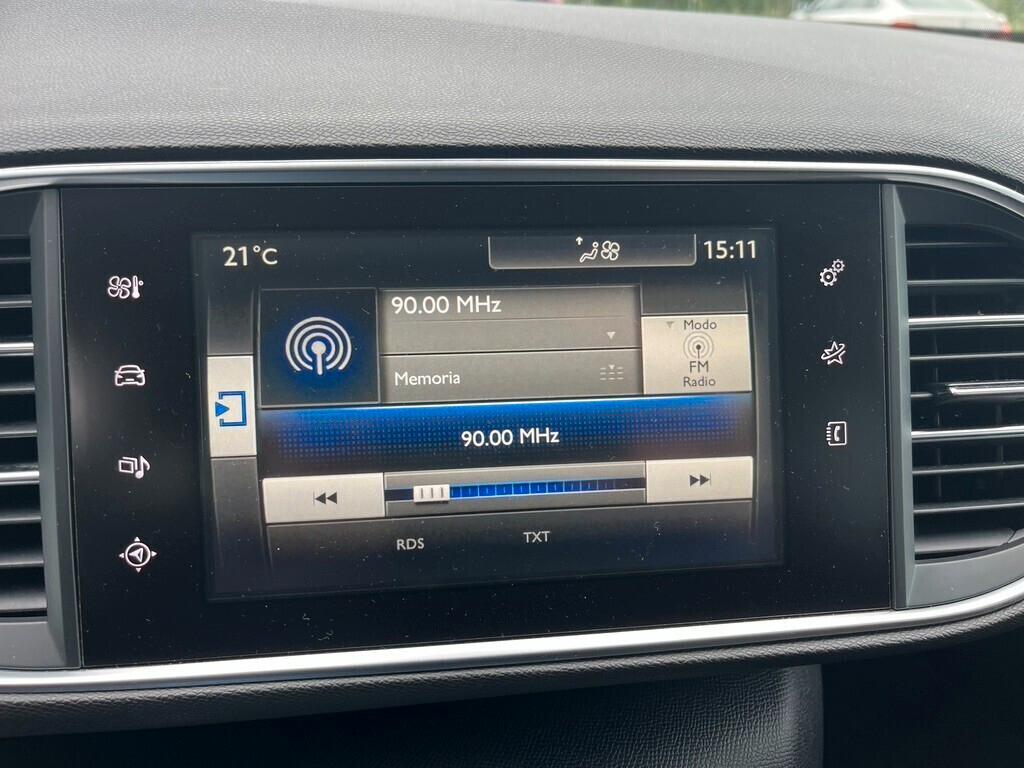 21°C
15:11
90.00 MHz
Modo
FM
Radio
Memoria
90.00 MHz
RDS
TXT